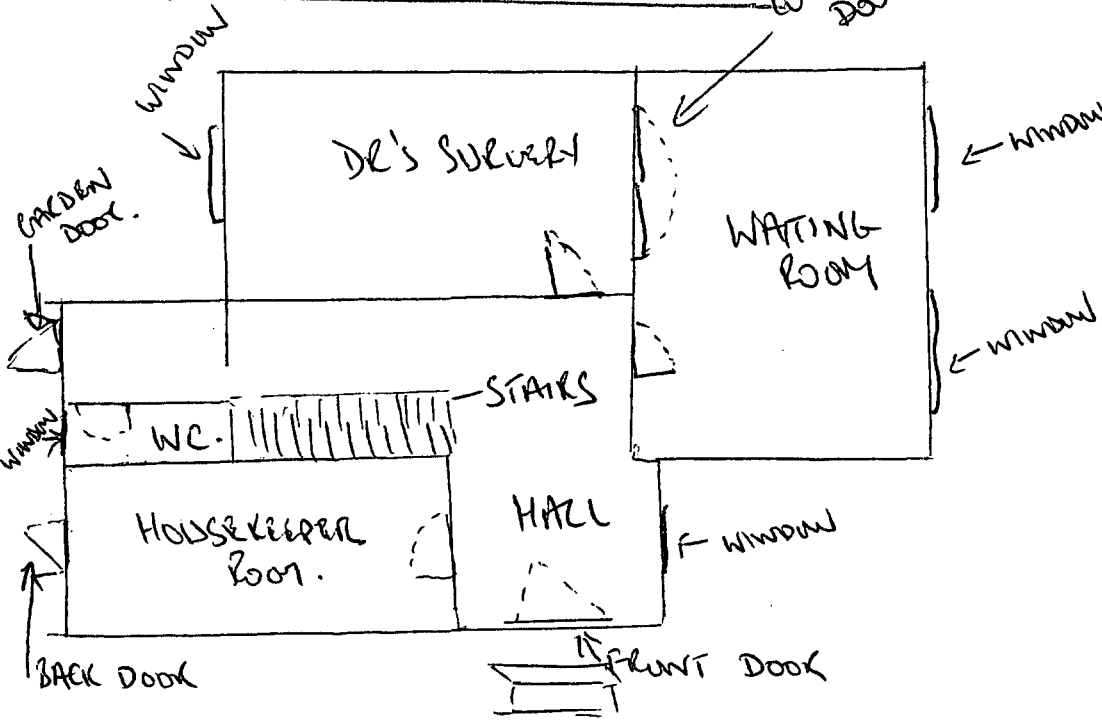 DOO
WINDOW
DR'S SURGERY
WINDOW
GARDEN
DOOR.
WAITING
ROOM
WINDOW
STAIRS
WINDOW
WC.
HOUSEKEEPER
ROOM.
HALL
WINDOW
BACK DOOR
FRONT DOOR